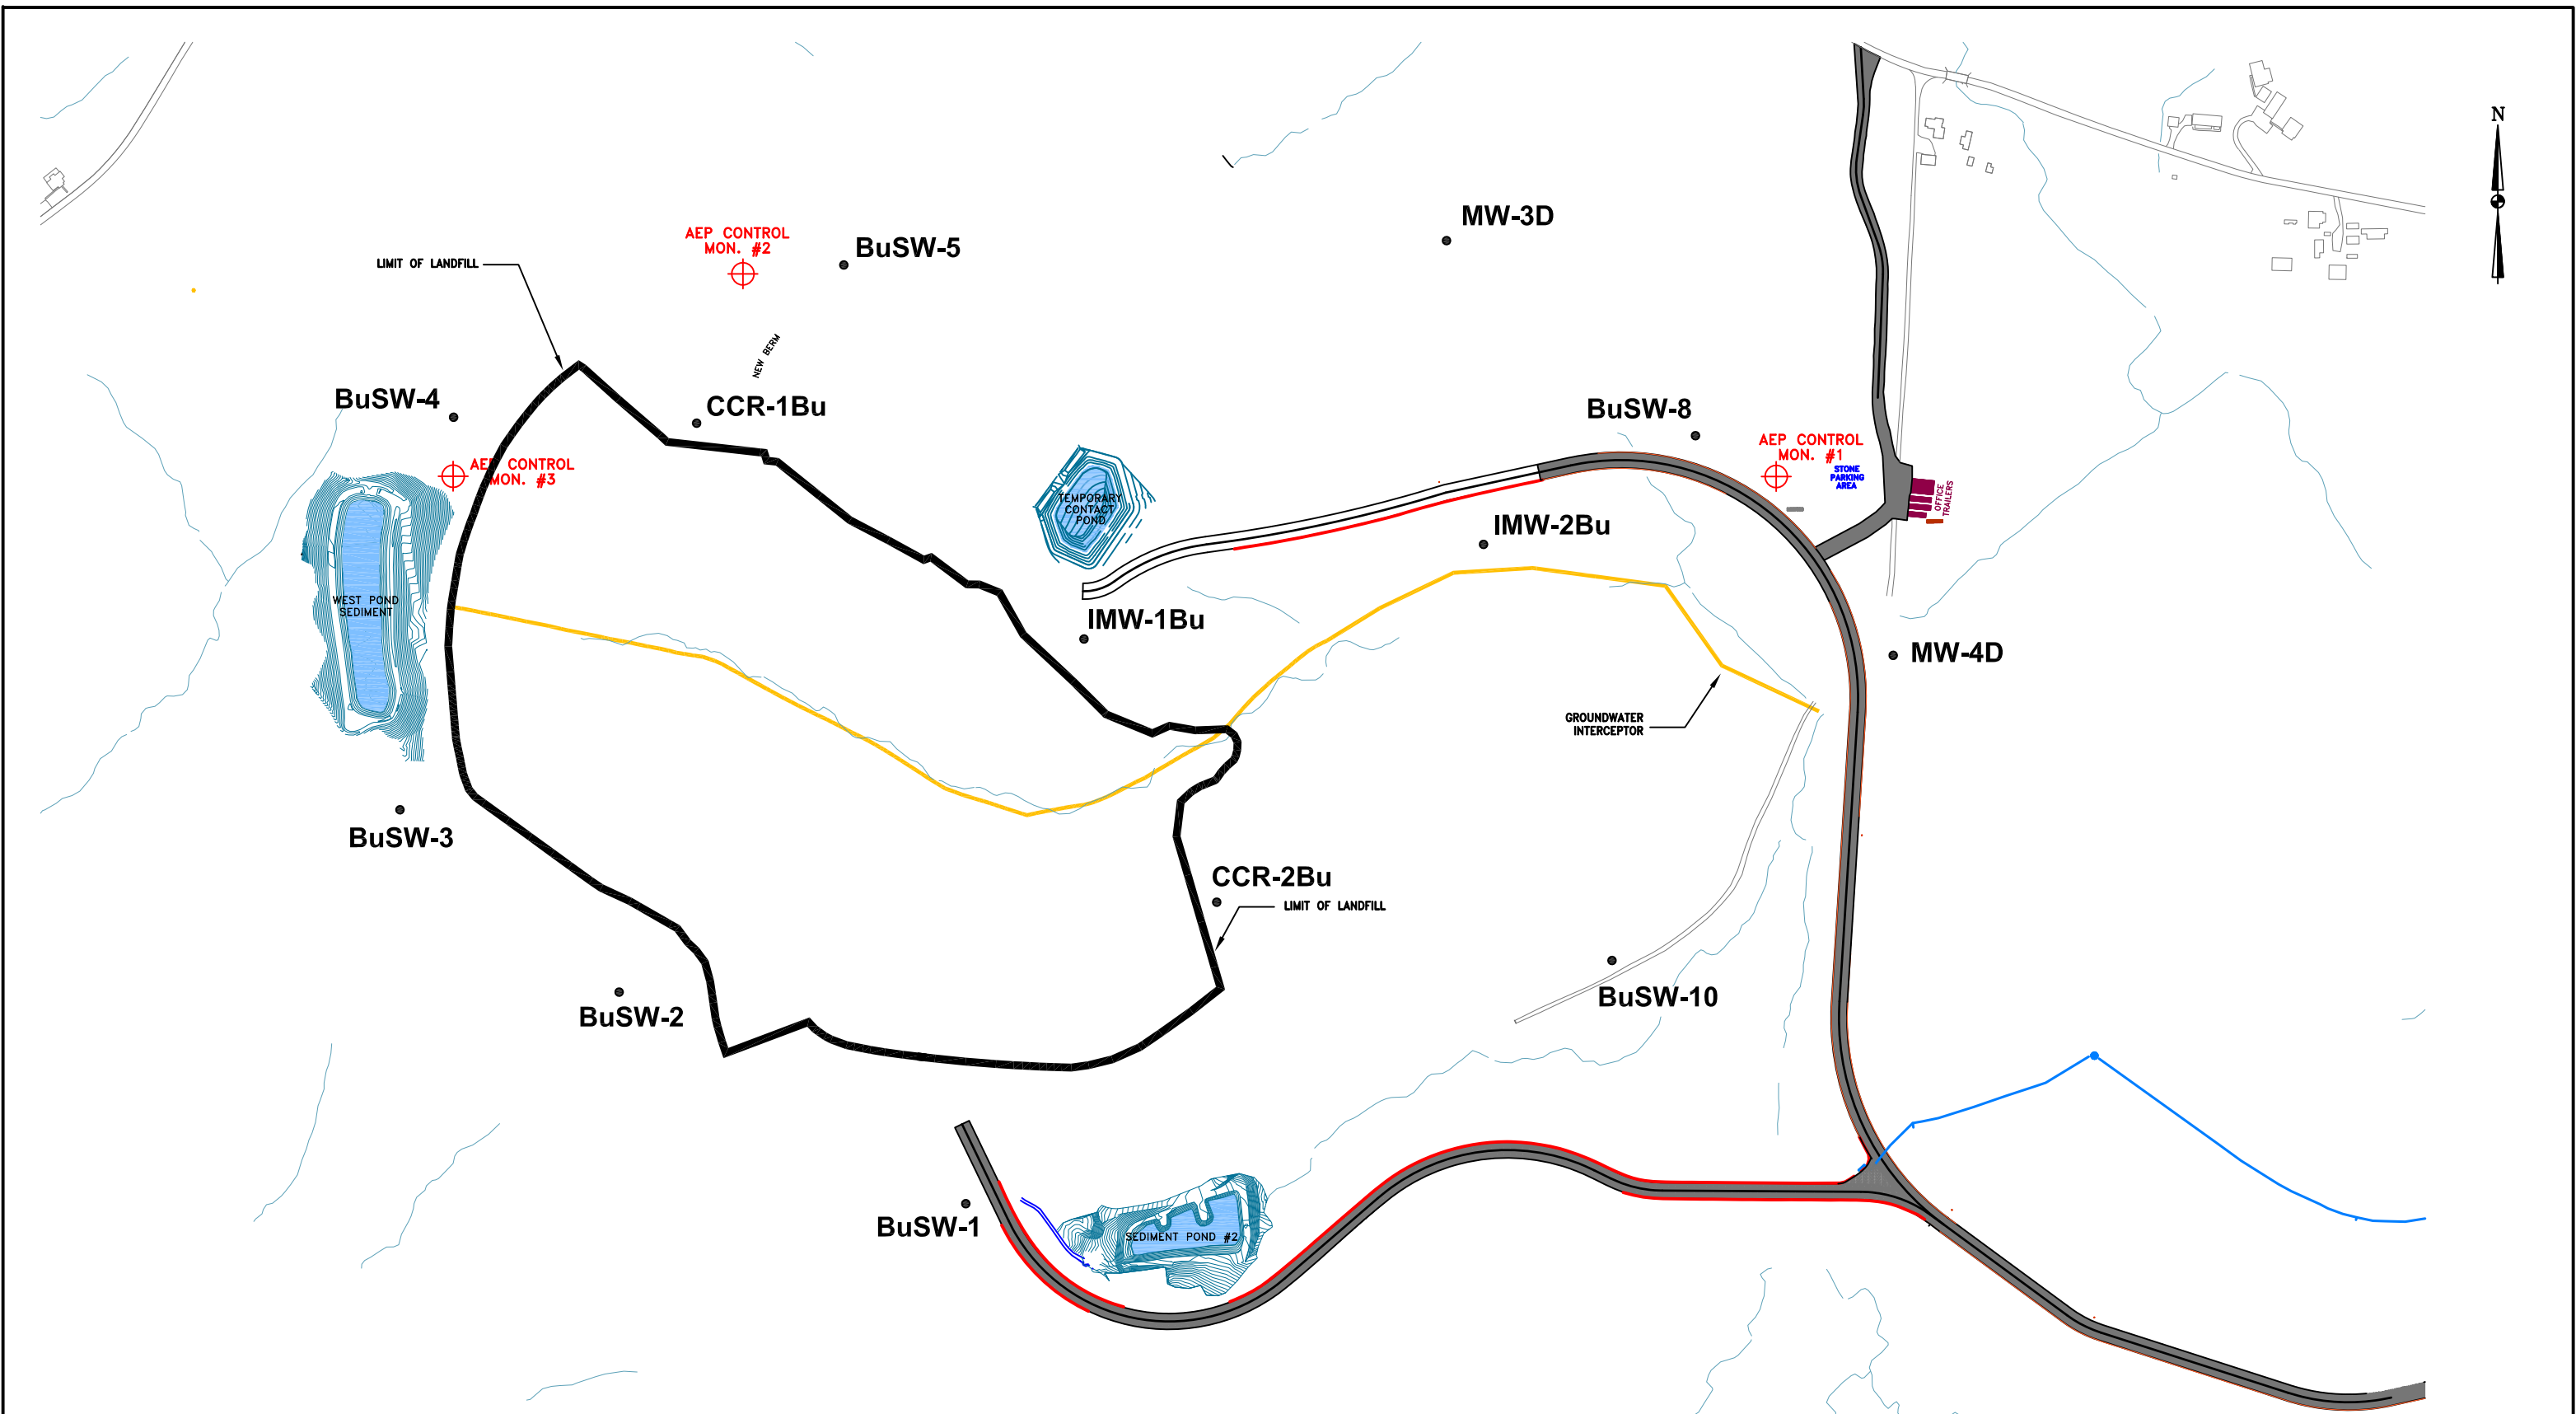 N
MW-3D
AEP CONTROL
MON. #2
BuSW-5
LIMIT OF LANDFILL
NEW BERM
BuSW-4
CCR-1Bu
BuSW-8
AEP CONTROL
MON. #1
STONE
PARKING
AREA
OFFICE
TRAILERS
AEP CONTROL
MON. #3
TEMPORARY
CONTACT
POND
IMW-2Bu
WEST POND
SEDIMENT
IMW-1Bu
MW-4D
GROUNDWATER
INTERCEPTOR
BuSW-3
CCR-2Bu
LIMIT OF LANDFILL
BuSW-10
BuSW-2
BuSW-1
SEDIMENT POND #2